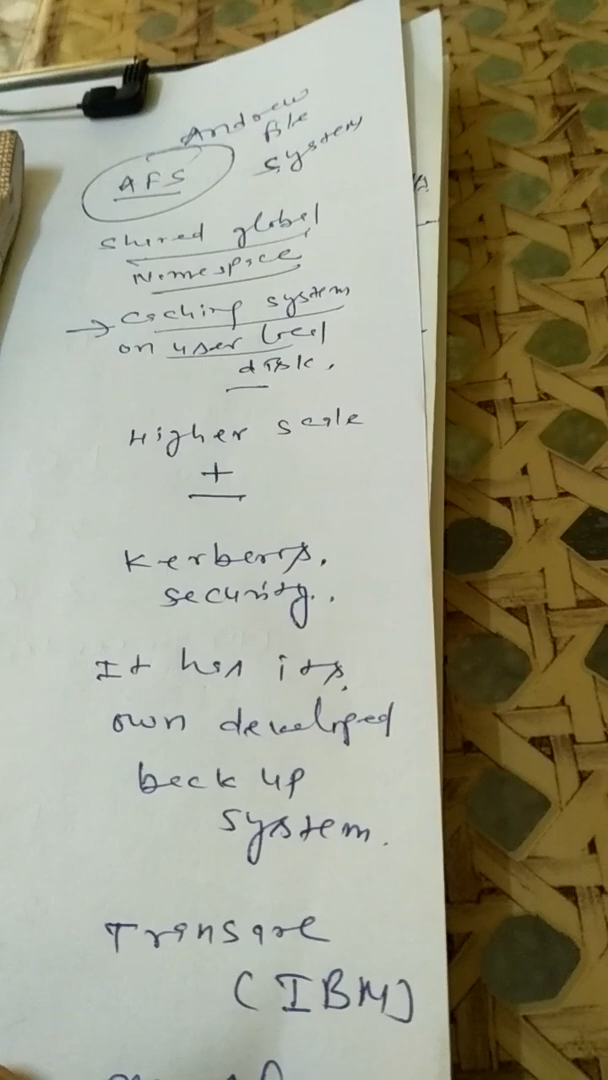 Andrew
file
system
AFS
shared global
Namespace
→ Caching system
on user local
disk.
Higher scale
+
Kerberos.
security.
It has its
own developed
back up
system.
Transarc
(IBM)